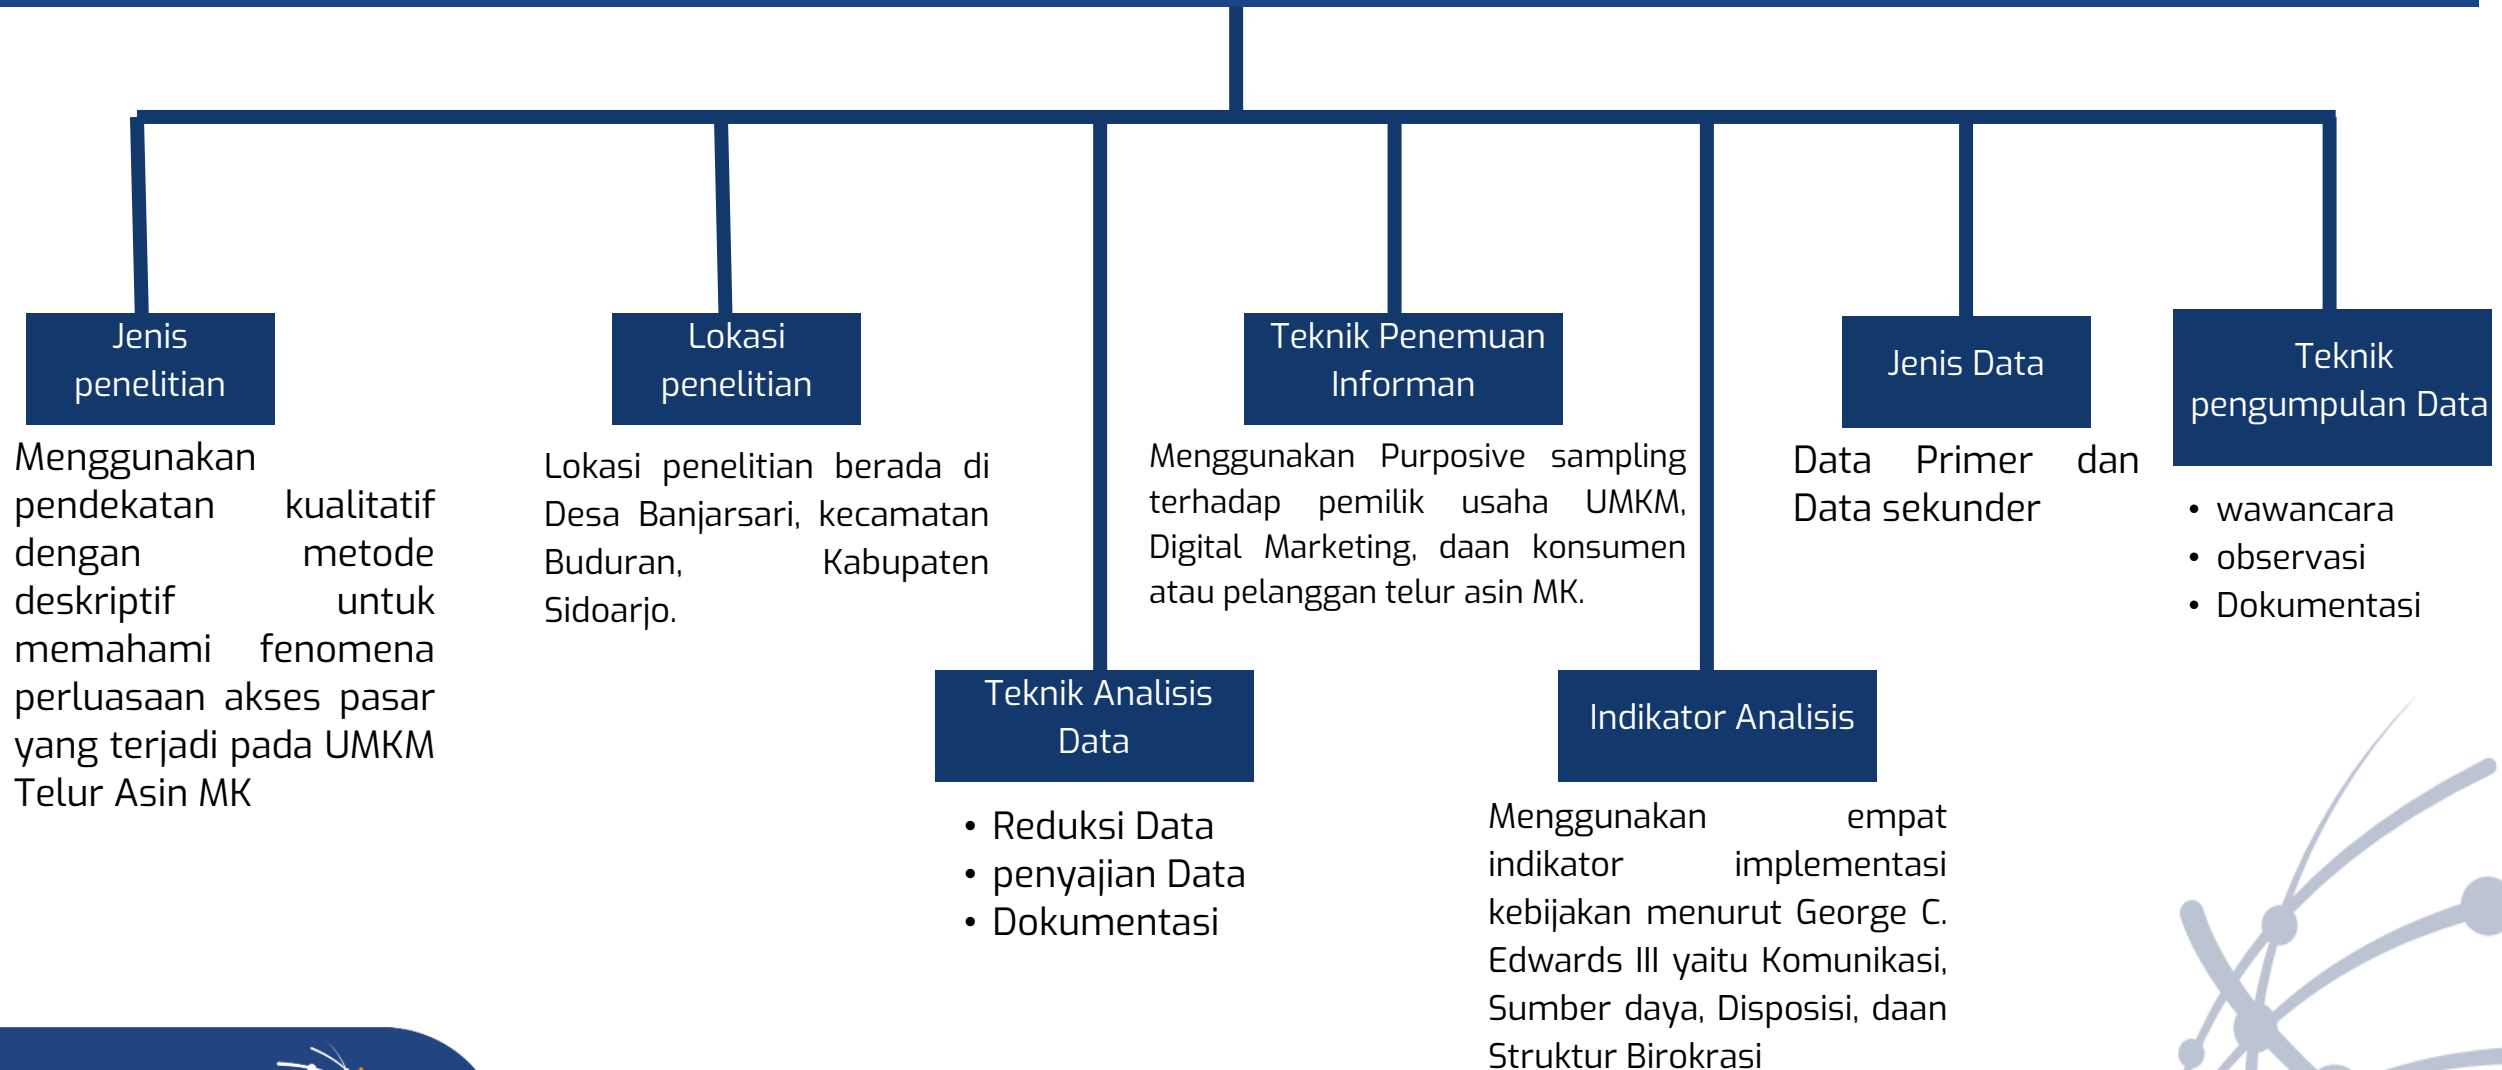 Jenis
penelitian
Menggunakan
pendekatan kualitatif
dengan metode
deskriptif untuk
memahami fenomena
perluasaan akses pasar
yang terjadi pada UMKM
Telur Asin MK
Lokasi
penelitian
Lokasi penelitian berada di
Desa Banjarsari, kecamatan
Buduran, Kabupaten
Sidoarjo.
Teknik Analisis
Data
• Reduksi Data
• penyajian Data
• Dokumentasi
Teknik Penemuan
Informan
Menggunakan Purposive sampling
terhadap pemilik usaha UMKM,
Digital Marketing, daan konsumen
atau pelanggan telur asin MK.
Indikator Analisis
Menggunakan empat
indikator implementasi
kebijakan menurut George C.
Edwards III yaitu Komunikasi,
Sumber daya, Disposisi, daan
Struktur Birokrasi
Jenis Data
Data Primer dan
Data sekunder
Teknik
pengumpulan Data
• wawancara
• observasi
• Dokumentasi